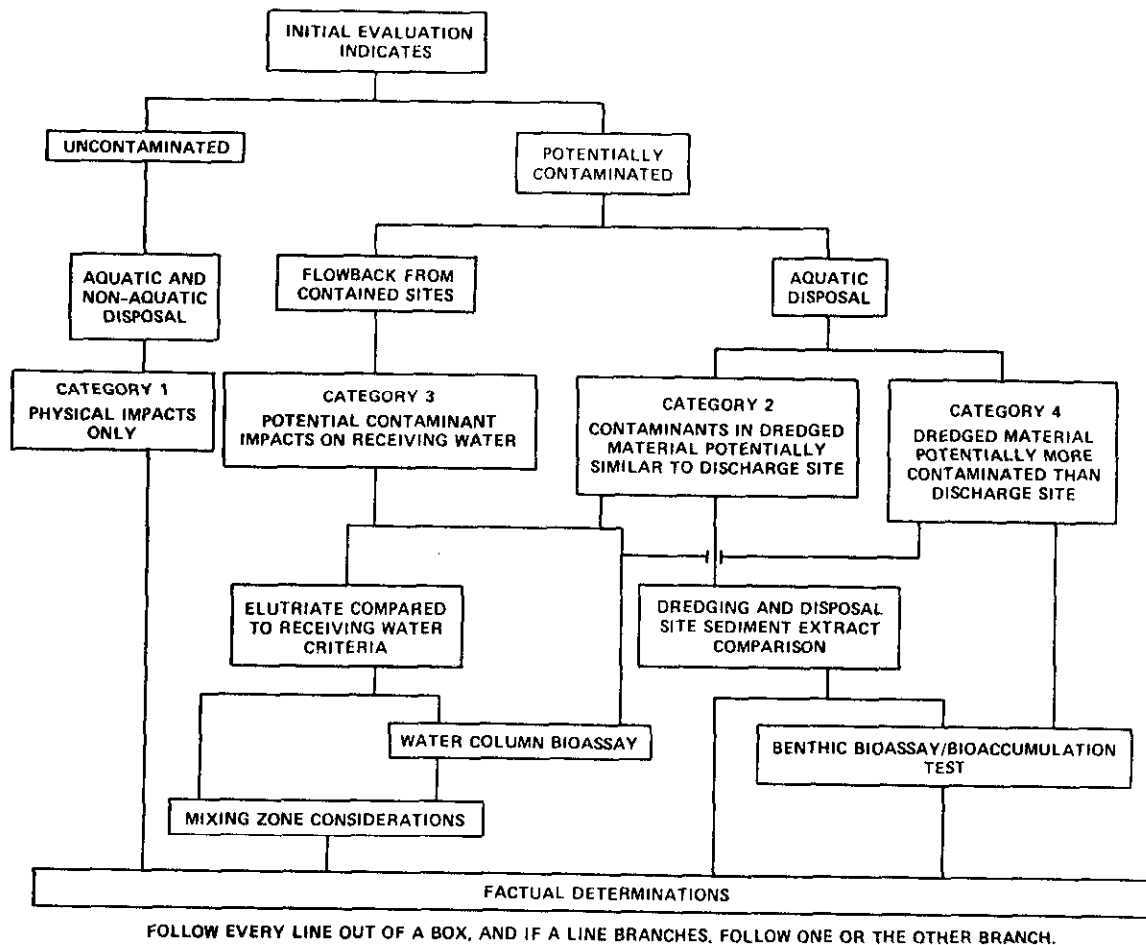 INITIAL EVALUATION
INDICATES
UNCONTAMINATED
POTENTIALLY
CONTAMINATED
AQUATIC AND
NON-AQUATIC
DISPOSAL
FLOWBACK FROM
CONTAINED SITES
AQUATIC
DISPOSAL
CATEGORY 1
PHYSICAL IMPACTS
ONLY
CATEGORY 3
POTENTIAL CONTAMINANT
IMPACTS ON RECEIVING WATER
CATEGORY 2
CONTAMINANTS IN DREDGED
MATERIAL POTENTIALLY
SIMILAR TO DISCHARGE SITE
CATEGORY 4
DREDGED MATERIAL
POTENTIALLY MORE
CONTAMINATED THAN
DISCHARGE SITE
ELUTRIATE COMPARED
TO RECEIVING WATER
CRITERIA
DREDGING AND DISPOSAL
SITE SEDIMENT EXTRACT
COMPARISON
WATER COLUMN BIOASSAY
BENTHIC BIOASSAY/BIOACCUMULATION
TEST
MIXING ZONE CONSIDERATIONS
FACTUAL DETERMINATIONS
FOLLOW EVERY LINE OUT OF A BOX, AND IF A LINE BRANCHES, FOLLOW ONE OR THE OTHER BRANCH.